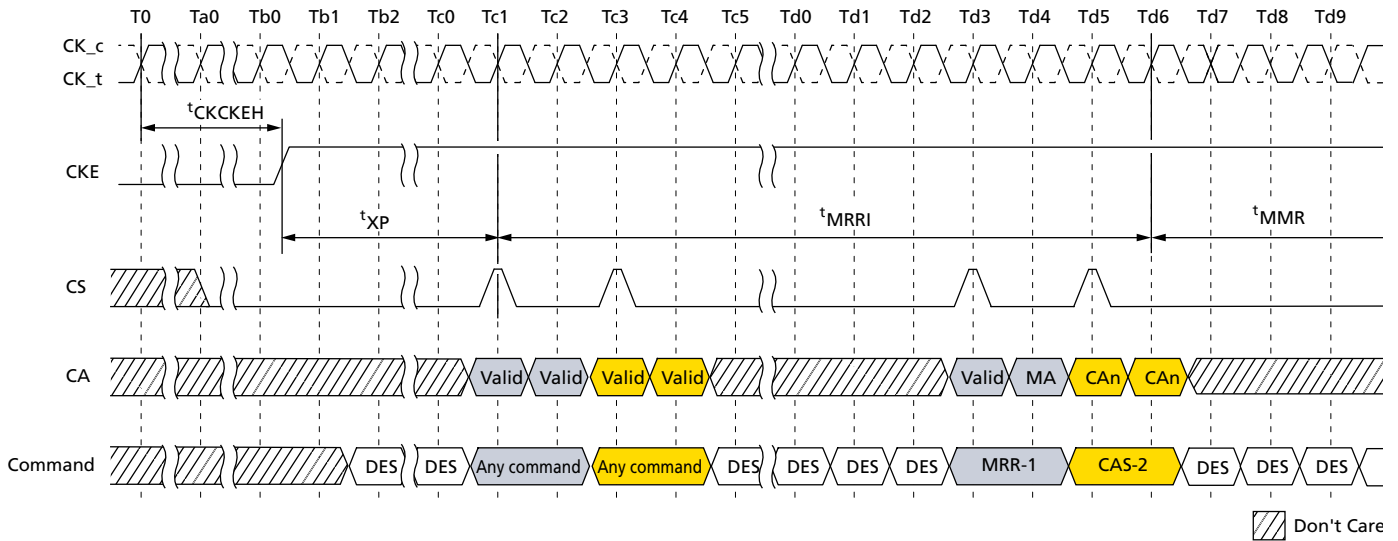 T0 Ta0 Tb0 Tb1 Tb2 Tc0 Tc1 Tc2 Tc3 Tc4 Tc5 Td0 Td1 Td2 Td3 Td4 Td5 Td6 Td7 Td8 Td9
CK_c
CK_t
tCKCKEH
CKE
tXP tMRRI tMMR
CS
CA Valid Valid Valid Valid Valid MA CAn CAn
Command DES DES Any command Any command DES DES DES DES MRR-1 CAS-2 DES DES DES
Don't Care